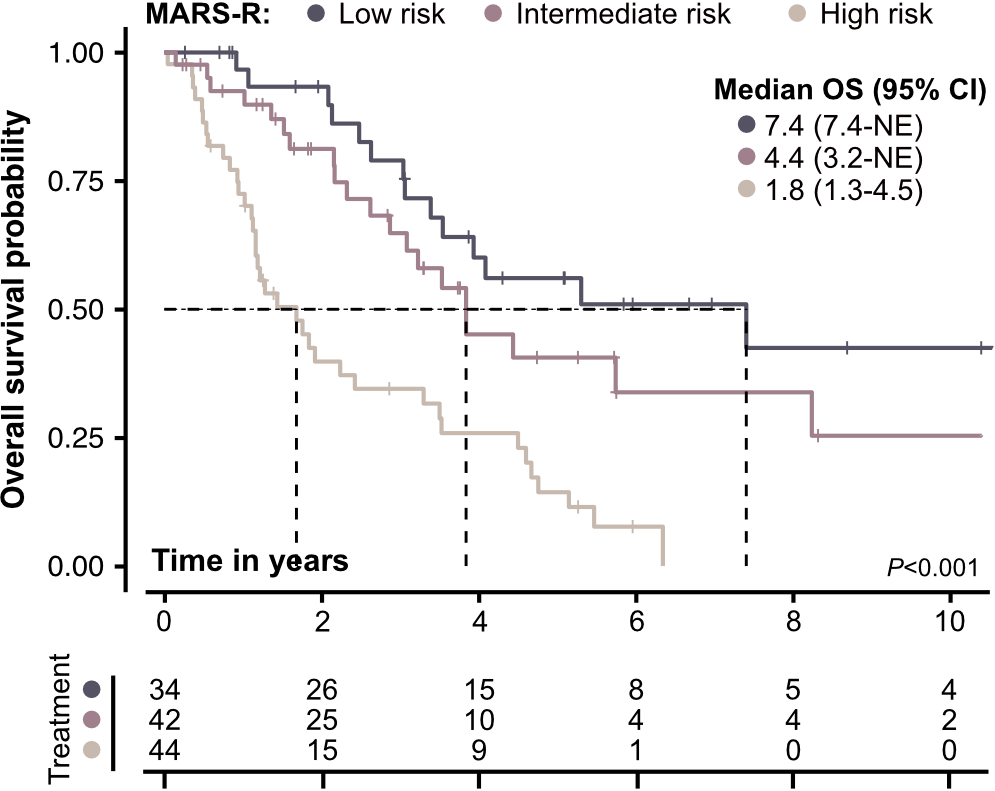 MARS-R: Low risk Intermediate risk High risk
Median OS (95% CI)
7.4 (7.4-NE)
4.4 (3.2-NE)
1.8 (1.3-4.5)
Overall survival probability
1.00
0.75
0.50
0.25
0.00
Time in years
P<0.001
0 2 4 6 8 10
Treatment
34 26 15 8 5 4
42 25 10 4 4 2
44 15 9 1 0 0